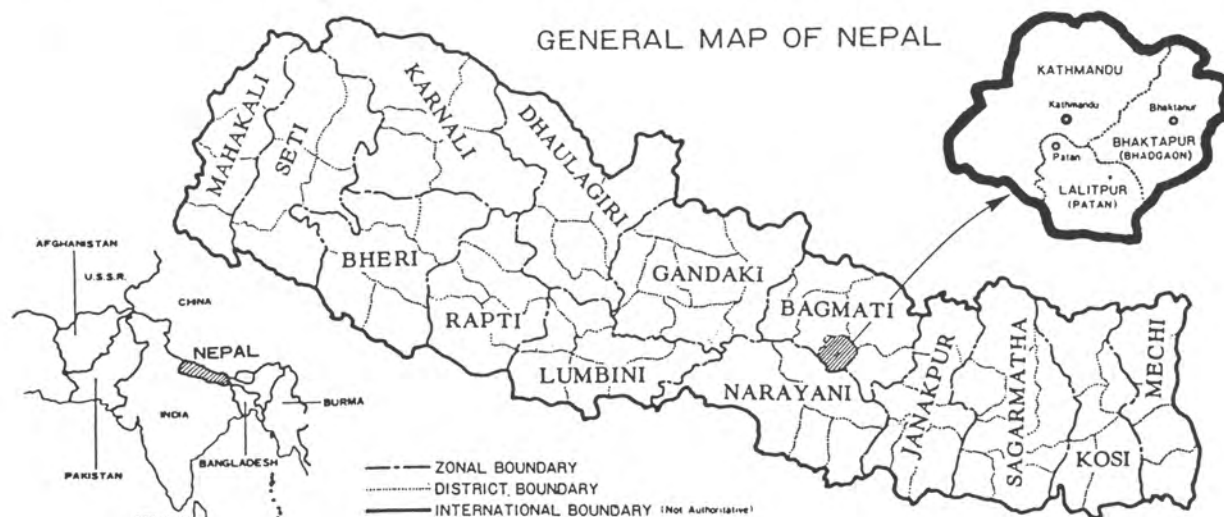 GENERAL MAP OF NEPAL
KATHMANDU
Kathmandu
Bhaktapur
Patan
BHAKTAPUR
(BHADGAON)
LALITPUR
(PATAN)
MAHAKALI
SETI
KARNALI
DHAULAGIRI
BHERI
RAPTI
LUMBINI
GANDAKI
BAGMATI
NARAYANI
JANAKPUR
SAGARMATHA
KOSI
MECHI
AFGHANISTAN
U.S.S.R.
CHINA
NEPAL
INDIA
BURMA
BANGLADESH
PAKISTAN
ZONAL BOUNDARY
DISTRICT BOUNDARY
INTERNATIONAL BOUNDARY (Not Authoritative)